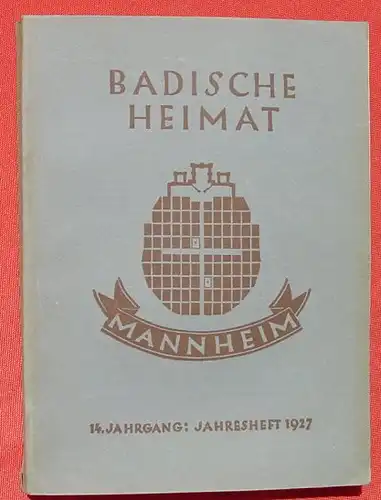 BADISCHE
HEIMAT
MANNHEIM
14. JAHRGANG: JAHRESHEFT 1927